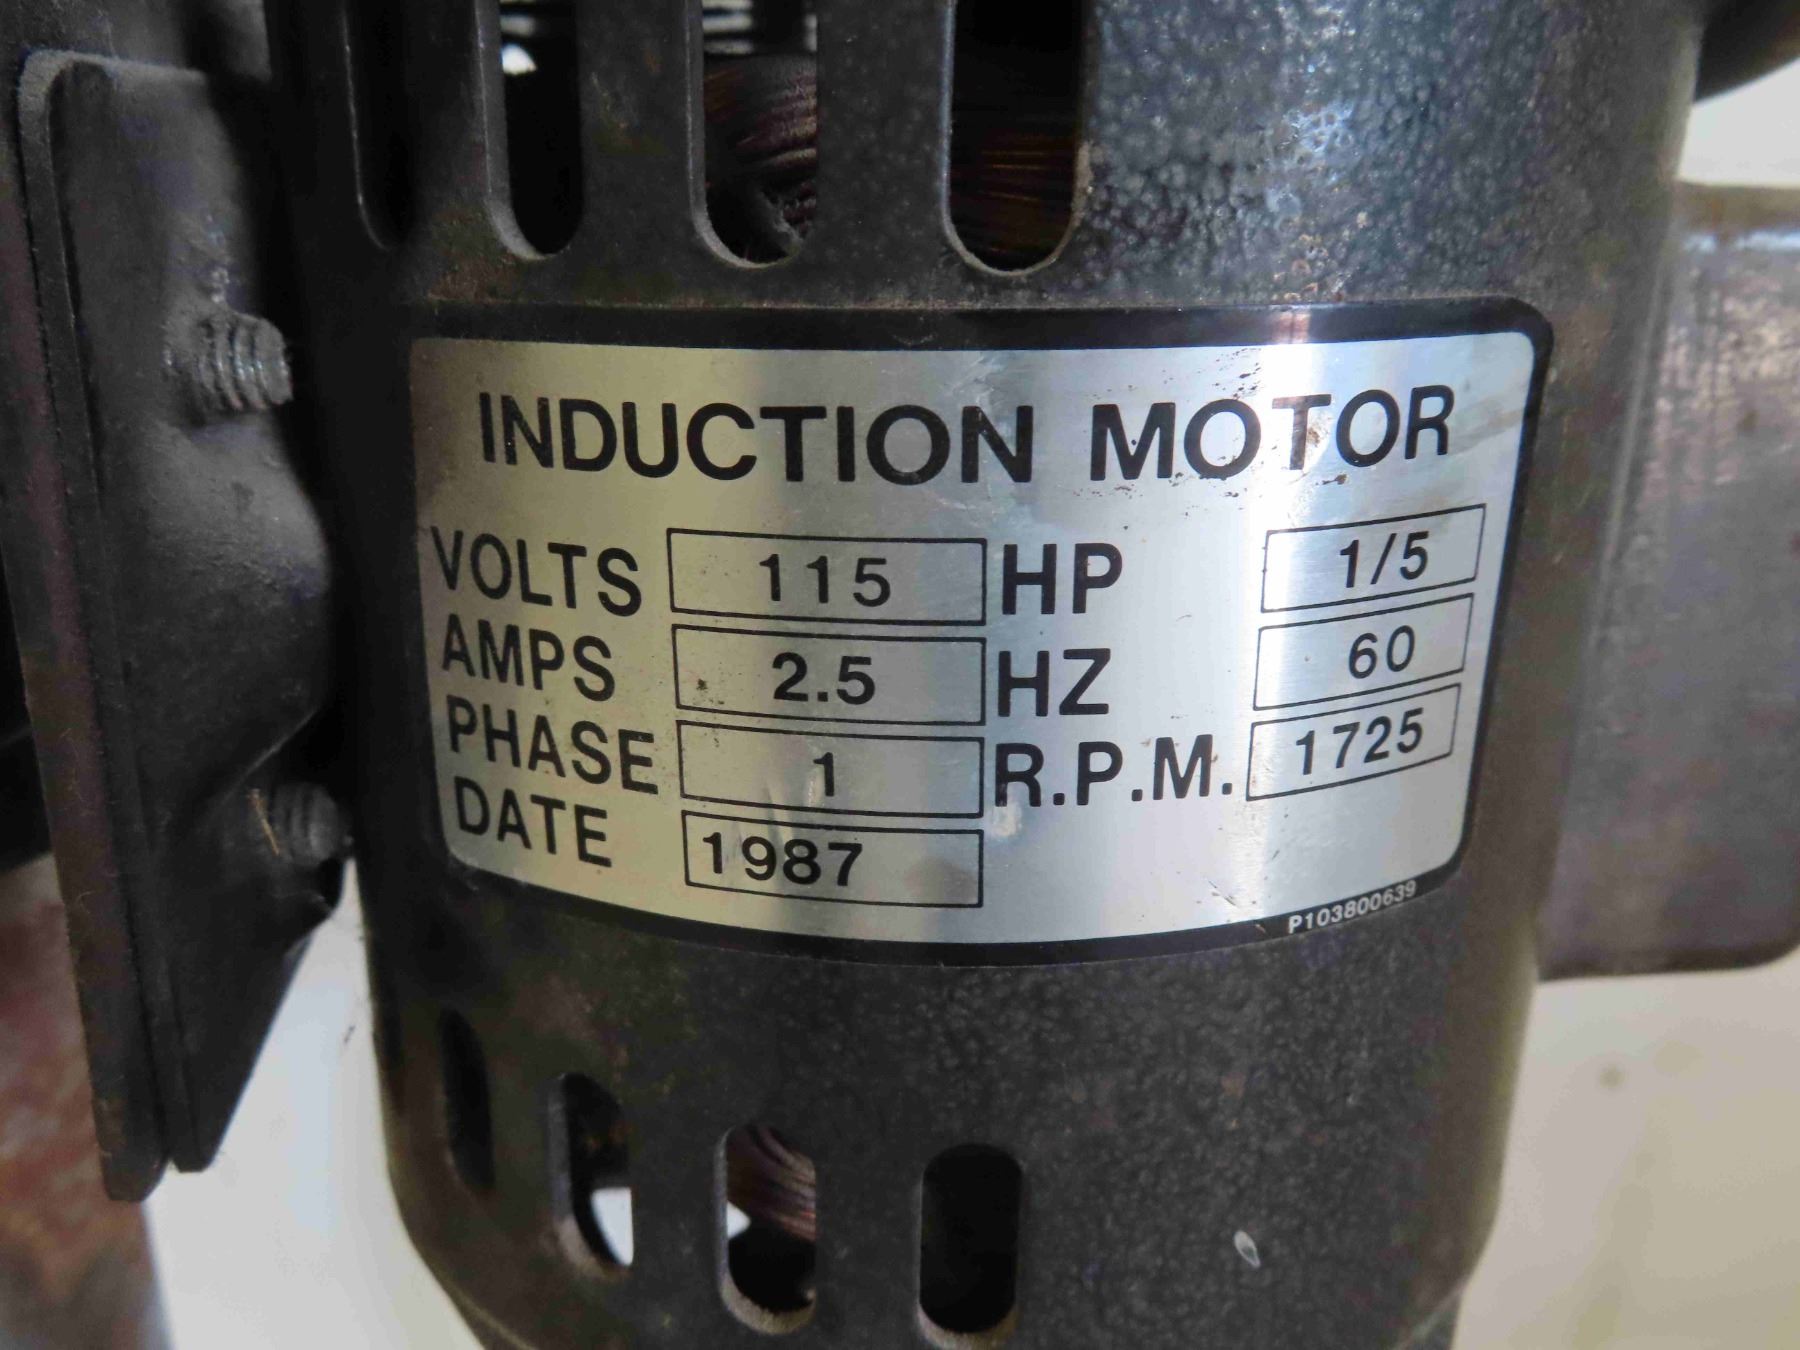 INDUCTION MOTOR
VOLTS 115 HP 1/5
AMPS 2.5 HZ 60
PHASE 1 R.P.M. 1725
DATE 1987
P103800639